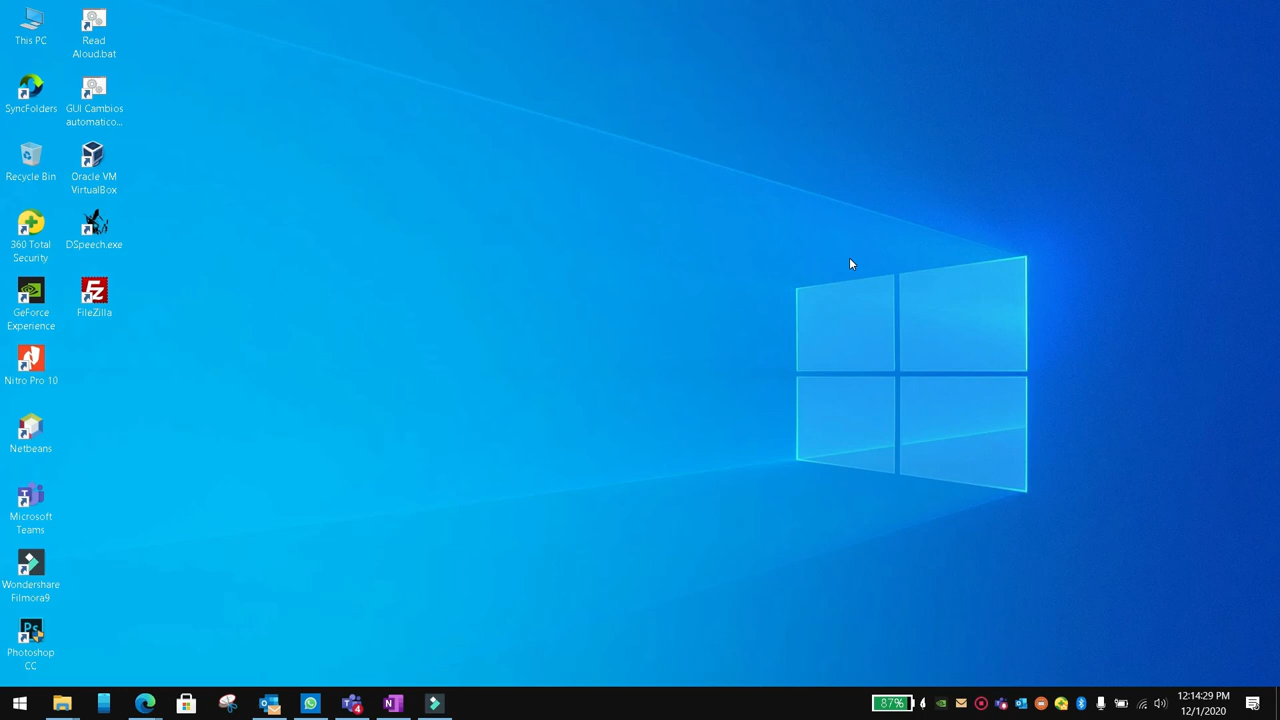 This PC
Read
Aloud.bat
SyncFolders
GUI Cambios
automatico...
Recycle Bin
Oracle VM
VirtualBox
360 Total
Security
DSpeech.exe
GeForce
Experience
FileZilla
Nitro Pro 10
Netbeans
Microsoft
Teams
Wondershare
Filmora9
Photoshop
CC
87%
12:14:29 PM
12/1/2020